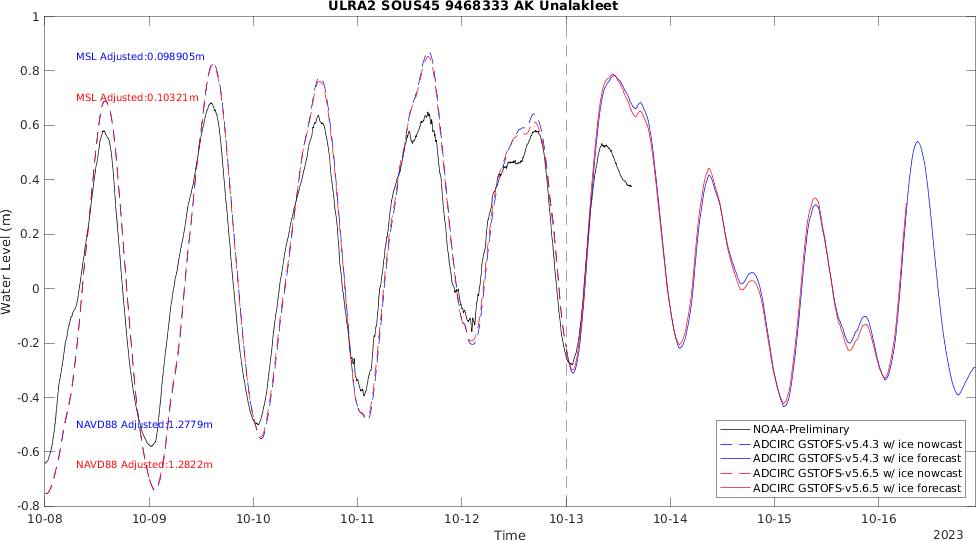 ULRA2 SOUS45 9468333 AK Unalakleet
1
0.8
0.6
0.4
0.2
0
-0.2
-0.4
-0.6
-0.8
Water Level (m)
MSL Adjusted:0.098905m
MSL Adjusted:0.10321m
NAVD88 Adjusted:1.2779m
NAVD88 Adjusted:1.2822m
NOAA-Preliminary
ADCIRC GSTOFS-v5.4.3 w/ ice nowcast
ADCIRC GSTOFS-v5.4.3 w/ ice forecast
ADCIRC GSTOFS-v5.6.5 w/ ice nowcast
ADCIRC GSTOFS-v5.6.5 w/ ice forecast
10-08 10-09 10-10 10-11 10-12 10-13 10-14 10-15 10-16
Time
2023